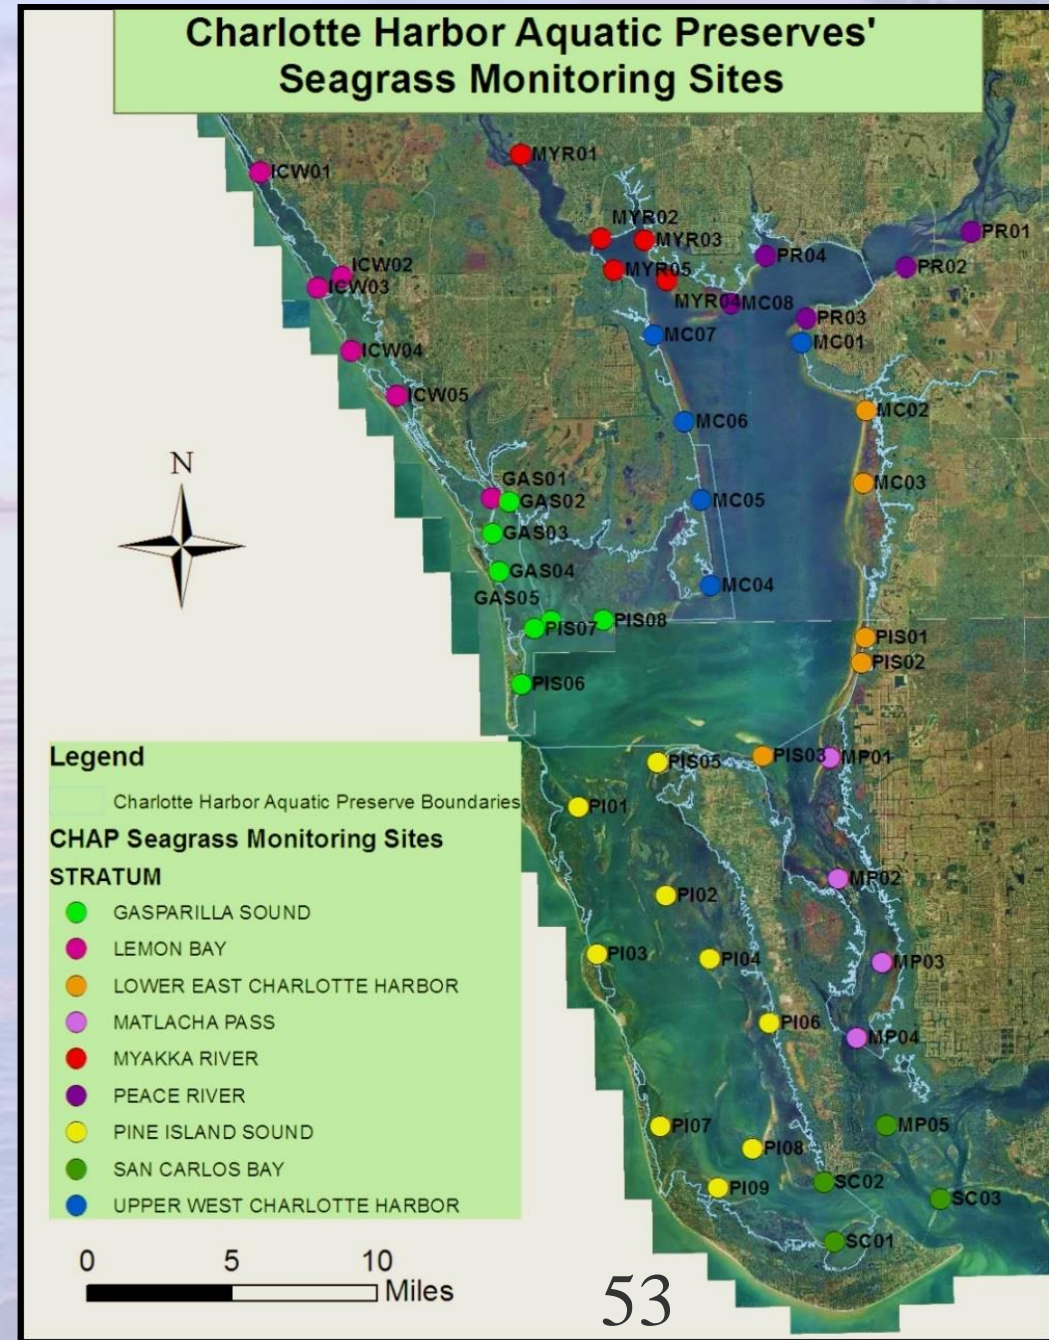 Charlotte Harbor Aquatic Preserves'
Seagrass Monitoring Sites
MYR01
ICW01
MYR02
PR01
MYR03
PR04
ICW02
PR02
MYR05
ICW03
MYR04
MC08
PR03
MC07
MC01
ICW04
ICW05
MC02
MC06
N
GAS01
MC03
GAS02
MC05
GAS03
GAS04
MC04
GAS05
PIS08
PIS07
PIS01
PIS02
PIS06
PIS03
MP01
PIS05
PI01
MP02
PI02
PI03
PI04
MP03
PI06
MP04
PI07
MP05
PI08
SC02
PI09
SC03
SC01
Legend
Charlotte Harbor Aquatic Preserve Boundaries
CHAP Seagrass Monitoring Sites
STRATUM
GASPARILLA SOUND
LEMON BAY
LOWER EAST CHARLOTTE HARBOR
MATLACHA PASS
MYAKKA RIVER
PEACE RIVER
PINE ISLAND SOUND
SAN CARLOS BAY
UPPER WEST CHARLOTTE HARBOR
0 5 10
Miles
53